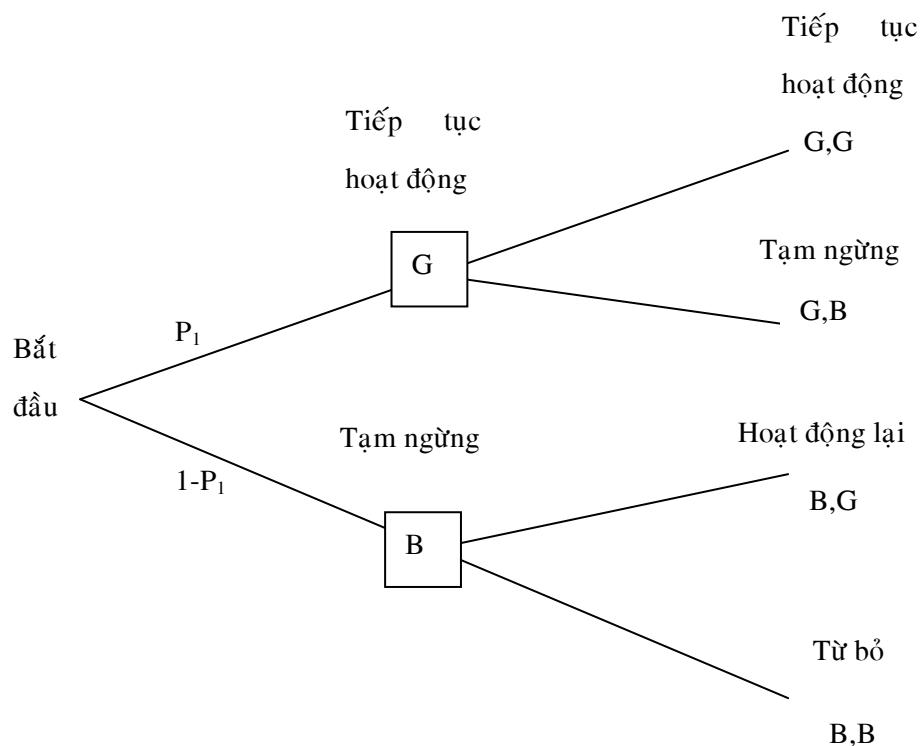 Tiếp tục
hoạt động
G,G
Tiếp tục
hoạt động
G
Tạm ngừng
G,B
P₁
Bắt
đầu
Tạm ngừng
1-P₁
Hoạt động lại
B,G
B
Từ bỏ
B,B